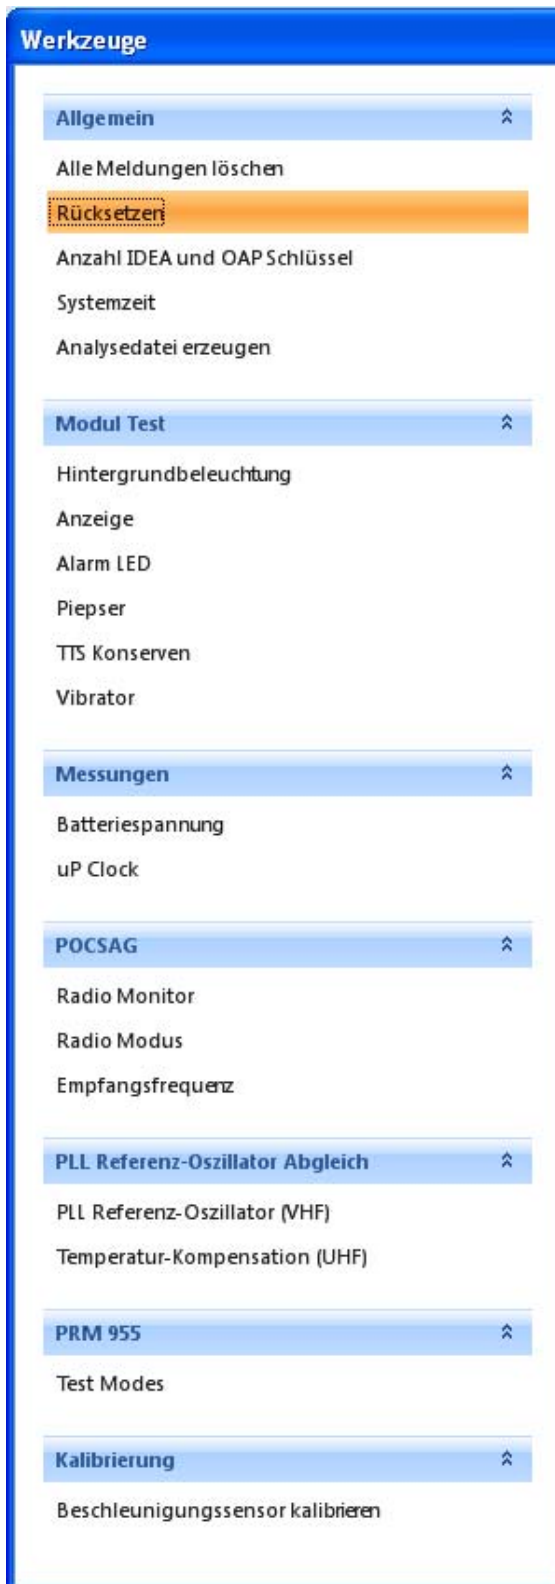 Werkzeuge
Allgemein
Alle Meldungen löschen
Rücksetzen
Anzahl IDEA und OAP Schlüssel
Systemzeit
Analysedatei erzeugen
Modul Test
Hintergrundbeleuchtung
Anzeige
Alarm LED
Piepser
TTS Konserven
Vibrator
Messungen
Batteriespannung
uP Clock
POCSAG
Radio Monitor
Radio Modus
Empfangsfrequenz
PLL Referenz-Oszillator Abgleich
PLL Referenz-Oszillator (VHF)
Temperatur-Kompensation (UHF)
PRM 955
Test Modes
Kalibrierung
Beschleunigungssensor kalibrieren